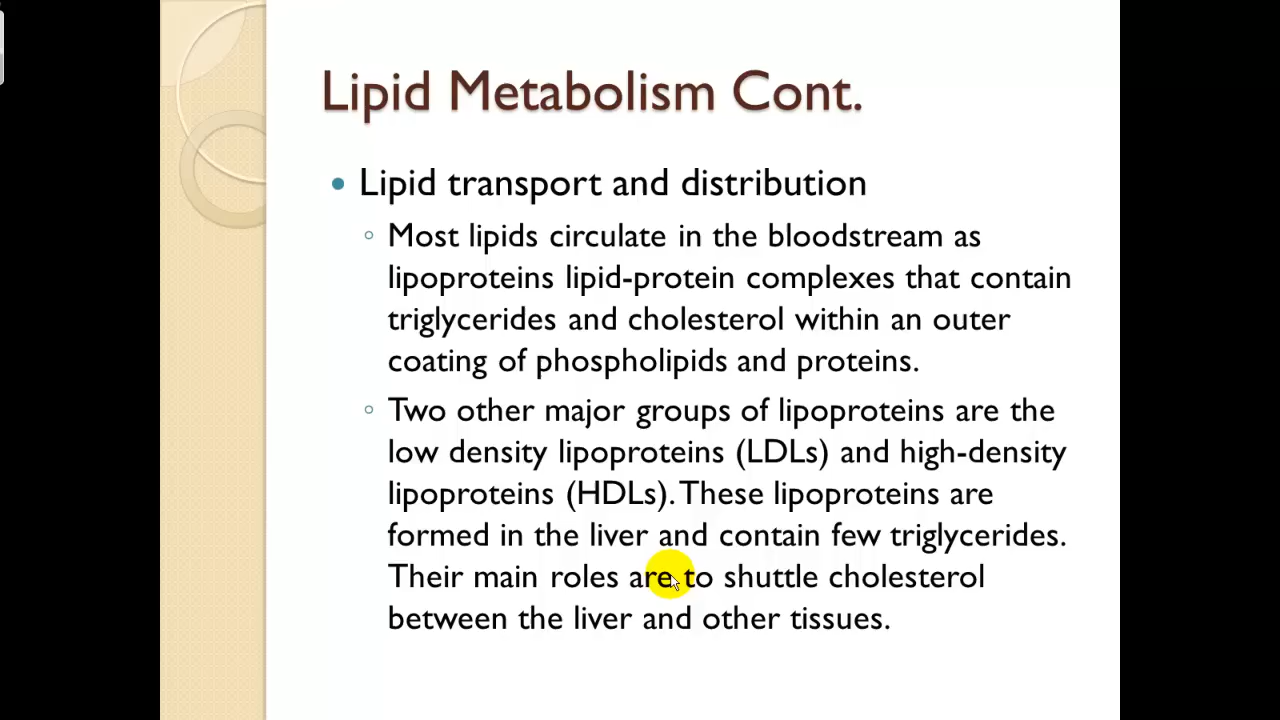 Lipid Metabolism Cont.
Lipid transport and distribution
Most lipids circulate in the bloodstream as
lipoproteins lipid-protein complexes that contain
triglycerides and cholesterol within an outer
coating of phospholipids and proteins.
Two other major groups of lipoproteins are the
low density lipoproteins (LDLs) and high-density
lipoproteins (HDLs). These lipoproteins are
formed in the liver and contain few triglycerides.
Their main roles are to shuttle cholesterol
between the liver and other tissues.